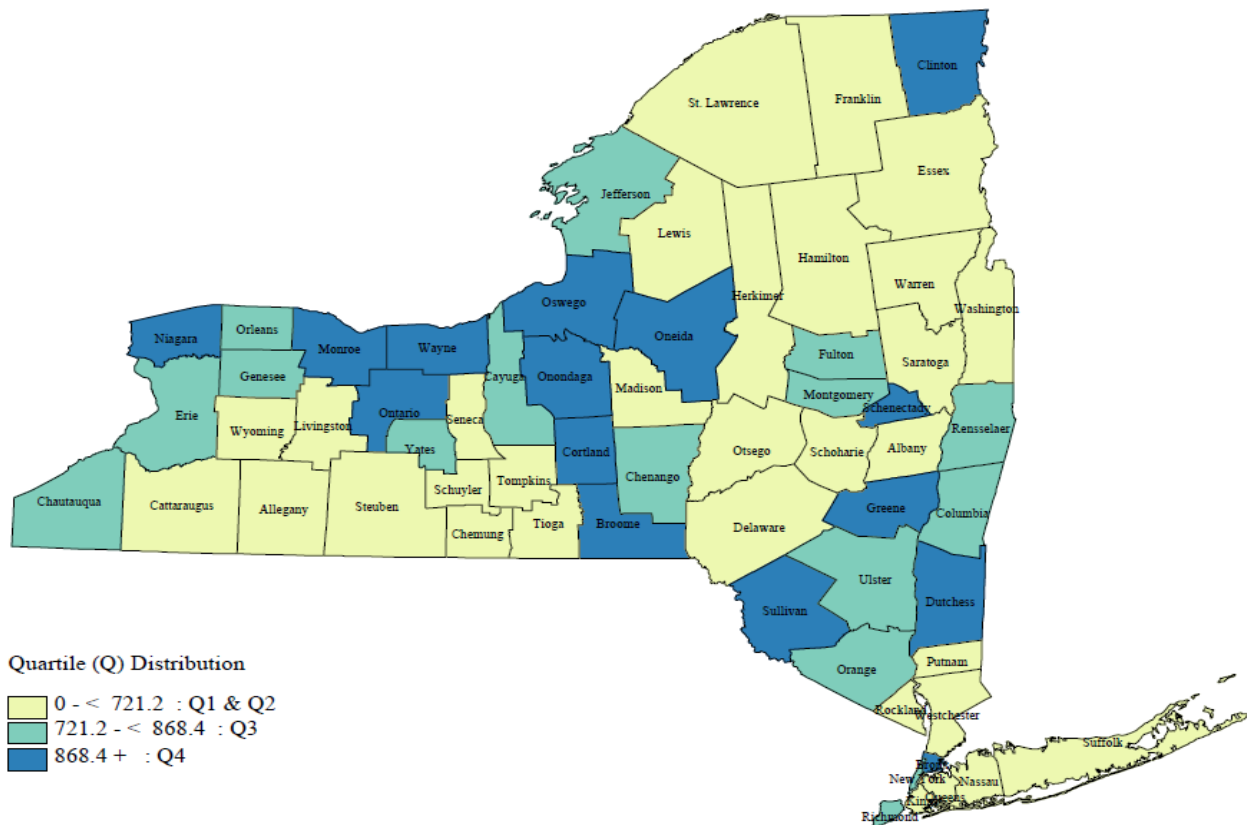 Clinton
St. Lawrence
Franklin
Essex
Jefferson
Lewis
Hamilton
Warren
Herkimer
Washington
Oswego
Oneida
Niagara
Orleans
Monroe
Wayne
Fulton
Saratoga
Genesee
Cayuga
Onondaga
Madison
Montgomery
Schenectady
Erie
Ontario
Seneca
Rensselaer
Wyoming
Livingston
Yates
Cortland
Otsego
Schoharie
Albany
Chenango
Chautauqua
Cattaraugus
Allegany
Steuben
Schuyler
Tompkins
Greene
Columbia
Chemung
Tioga
Broome
Delaware
Ulster
Sullivan
Dutchess
Putnam
Orange
Rockland
Westchester
Suffolk
Bronx
New York
Nassau
Queens
Kings
Richmond
Quartile (Q) Distribution
0 - < 721.2 : Q1 & Q2
721.2 - < 868.4 : Q3
868.4 + : Q4